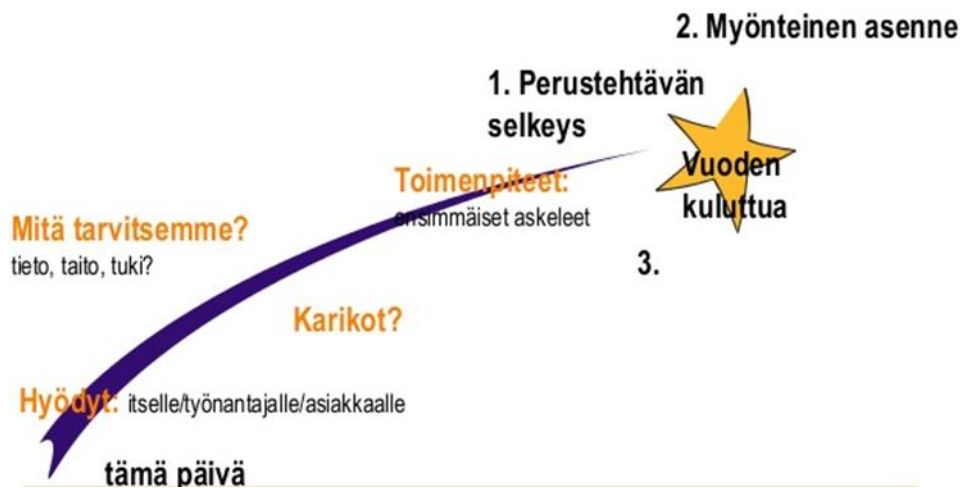 2. Myönteinen asenne
1. Perustehtävän
selkeys
Vuoden
kuluttua
Toimenpiteet:
ensimmäiset askeleet
Mitä tarvitsemme?
tieto, taito, tuki?
3.
Karikot?
Hyödyt: itselle/työnantajalle/asiakkaalle
tämä päivä